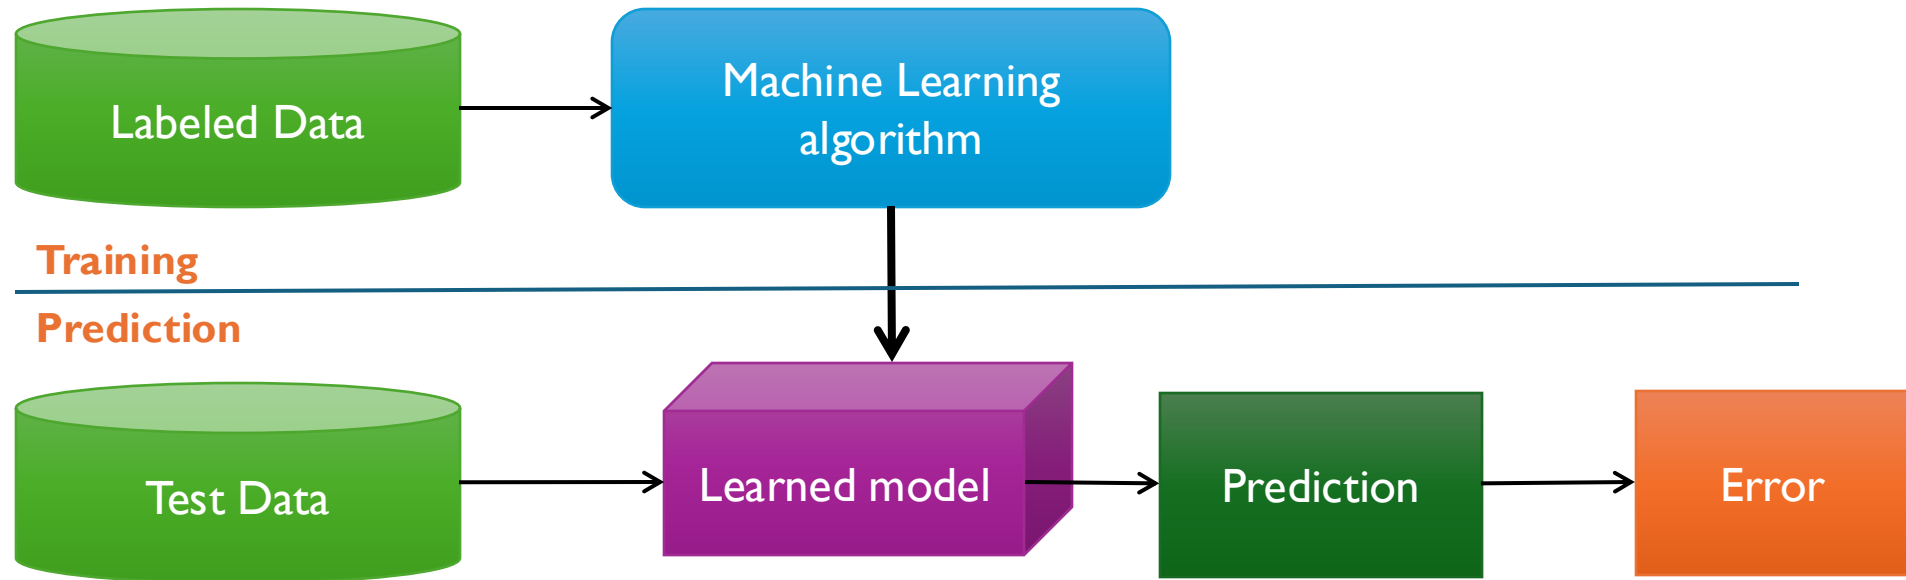 Labeled Data
Machine Learning
algorithm
Training
Prediction
Test Data
Learned model
Prediction
Error